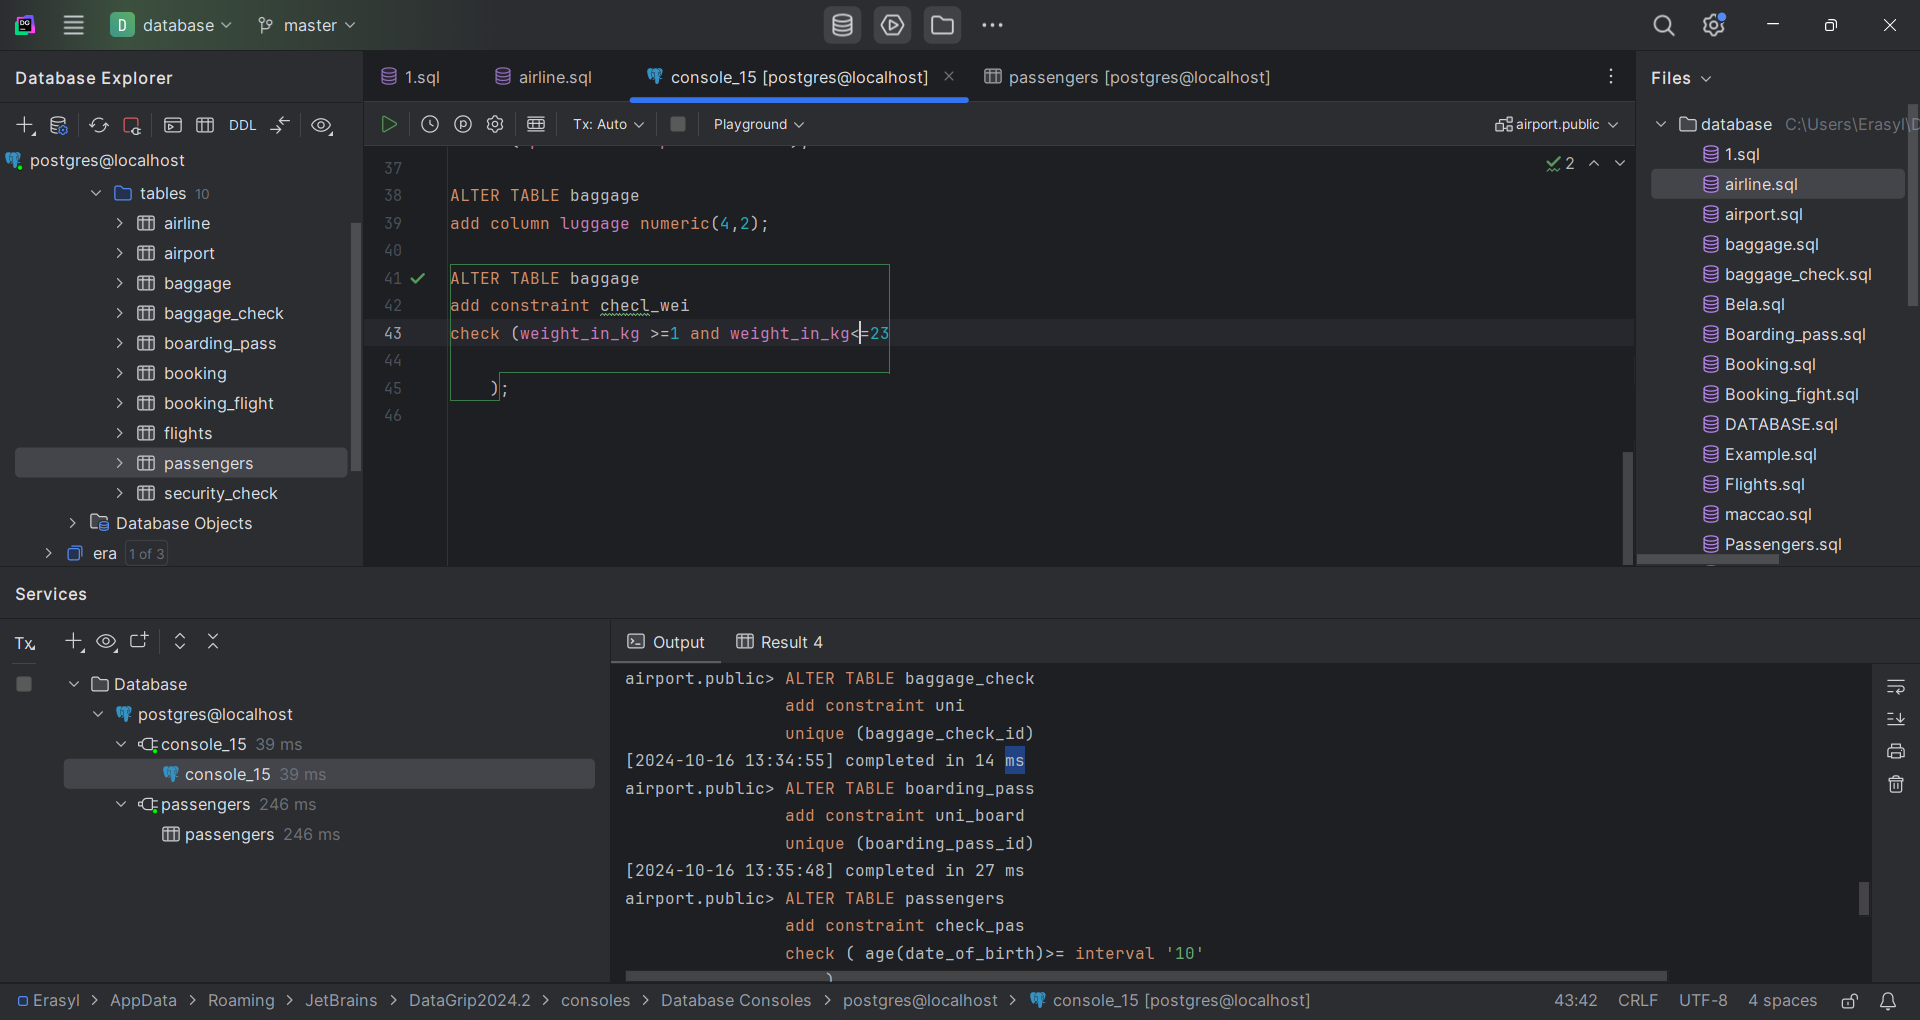 D database master
Database Explorer
1.sql
airline.sql
console_15 [postgres@localhost]
passengers [postgres@localhost]
Files
DDL
Tx: Auto
Playground
airport.public
postgres@localhost
tables 10
airline
airport
baggage
baggage_check
boarding_pass
booking
booking_flight
flights
passengers
security_check
Database Objects
era 1 of 3
37
38 ALTER TABLE baggage
39 add column luggage numeric(4,2);
40
41 ALTER TABLE baggage
42 add constraint checl_wei
43 check (weight_in_kg >=1 and weight_in_kg<=23
44
45 );
46
2
database C:\Users\Erasyl\D
1.sql
airline.sql
airport.sql
baggage.sql
baggage_check.sql
Bela.sql
Boarding_pass.sql
Booking.sql
Booking_fight.sql
DATABASE.sql
Example.sql
Flights.sql
maccao.sql
Passengers.sql
Services
Tx
Database
postgres@localhost
console_15 39 ms
console_15 39 ms
passengers 246 ms
passengers 246 ms
Output
Result 4
airport.public> ALTER TABLE baggage_check
add constraint uni
unique (baggage_check_id)
[2024-10-16 13:34:55] completed in 14 ms
airport.public> ALTER TABLE boarding_pass
add constraint uni_board
unique (boarding_pass_id)
[2024-10-16 13:35:48] completed in 27 ms
airport.public> ALTER TABLE passengers
add constraint check_pas
check ( age(date_of_birth)>= interval '10'
)
Erasyl > AppData > Roaming > JetBrains > DataGrip2024.2 > consoles > Database Consoles > postgres@localhost > console_15 [postgres@localhost]
43:42 CRLF UTF-8 4 spaces